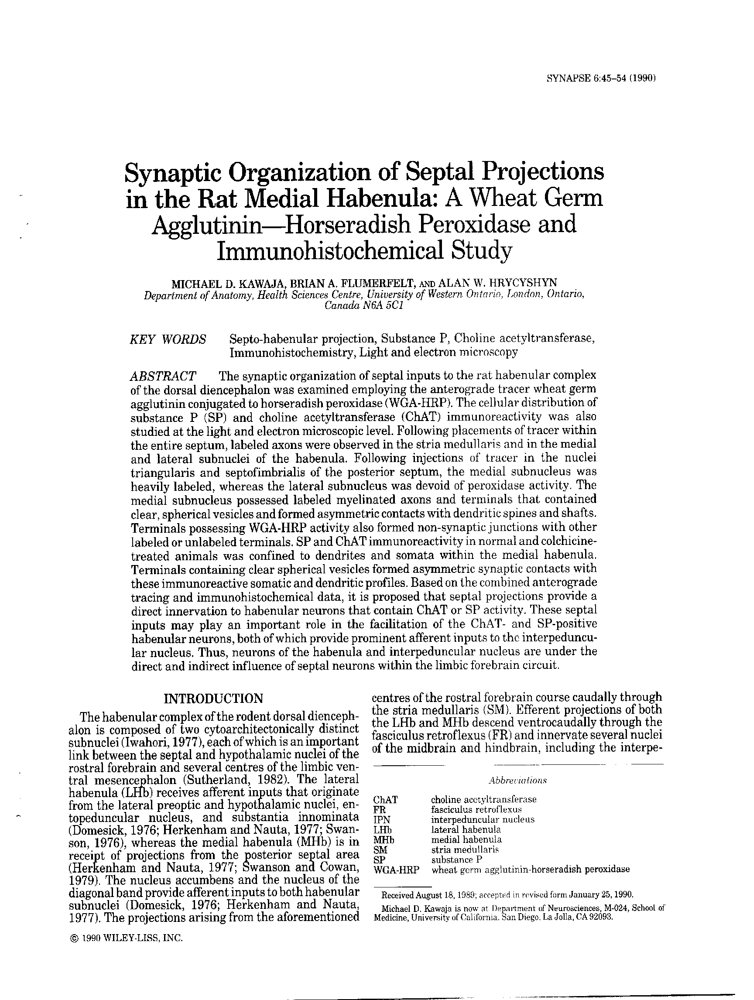 SYNAPSE 6:45–54 (1990)
Synaptic Organization of Septal Projections
in the Rat Medial Habenula: A Wheat Germ
Agglutinin—Horseradish Peroxidase and
Immunohistochemical Study
MICHAEL D. KAWAJA, BRIAN A. FLUMERFELT, AND ALAN W. HRYCYSHYN
Department of Anatomy, Health Sciences Centre, University of Western Ontario, London, Ontario,
Canada N6A 5C1
KEY WORDS Septo-habenular projection, Substance P, Choline acetyltransferase,
Immunohistochemistry, Light and electron microscopy
ABSTRACT The synaptic organization of septal inputs to the rat habenular complex
of the dorsal diencephalon was examined employing the anterograde tracer wheat germ
agglutinin conjugated to horseradish peroxidase (WGA-HRP). The cellular distribution of
substance P (SP) and choline acetyltransferase (ChAT) immunoreactivity was also
studied at the light and electron microscopic level. Following placements of tracer within
the entire septum, labeled axons were observed in the stria medullaris and in the medial
and lateral subnuclei of the habenula. Following injections of tracer in the nuclei
triangularis and septofimbrialis of the posterior septum, the medial subnucleus was
heavily labeled, whereas the lateral subnucleus was devoid of peroxidase activity. The
medial subnucleus possessed labeled myelinated axons and terminals that contained
clear, spherical vesicles and formed asymmetric contacts with dendritic spines and shafts.
Terminals possessing WGA-HRP activity also formed non-synaptic junctions with other
labeled or unlabeled terminals. SP and ChAT immunoreactivity in normal and colchicine-
treated animals was confined to dendrites and somata within the medial habenula.
Terminals containing clear spherical vesicles formed asymmetric synaptic contacts with
these immunoreactive somatic and dendritic profiles. Based on the combined anterograde
tracing and immunohistochemical data, it is proposed that septal projections provide a
direct innervation to habenular neurons that contain ChAT or SP activity. These septal
inputs may play an important role in the facilitation of the ChAT- and SP-positive
habenular neurons, both of which provide prominent afferent inputs to the interpeduncu-
lar nucleus. Thus, neurons of the habenula and interpeduncular nucleus are under the
direct and indirect influence of septal neurons within the limbic forebrain circuit.
INTRODUCTION
The habenular complex of the rodent dorsal dienceph-
alon is composed of two cytoarchitectonically distinct
subnuclei (Iwahori, 1977), each of which is an important
link between the septal and hypothalamic nuclei of the
rostral forebrain and several centres of the limbic ven-
tral mesencephalon (Sutherland, 1982). The lateral
habenula (LHb) receives afferent inputs that originate
from the lateral preoptic and hypothalamic nuclei, en-
topeduncular nucleus, and substantia innominata
(Domesick, 1976; Herkenham and Nauta, 1977; Swan-
son, 1976), whereas the medial habenula (MHb) is in
receipt of projections from the posterior septal area
(Herkenham and Nauta, 1977; Swanson and Cowan,
1979). The nucleus accumbens and the nucleus of the
diagonal band provide afferent inputs to both habenular
subnuclei (Domesick, 1976; Herkenham and Nauta,
1977). The projections arising from the aforementioned
centres of the rostral forebrain course caudally through
the stria medullaris (SM). Efferent projections of both
the LHb and MHb descend ventrocaudally through the
fasciculus retroflexus (FR) and innervate several nuclei
of the midbrain and hindbrain, including the interpe-
Abbreviations
ChAT choline acetyltransferase
FR fasciculus retroflexus
IPN interpeduncular nucleus
LHb lateral habenula
MHb medial habenula
SM stria medullaris
SP substance P
WGA-HRP wheat germ agglutinin-horseradish peroxidase
Received August 18, 1989; accepted in revised form January 25, 1990.
Michael D. Kawaja is now at Department of Neurosciences, M-024, School of
Medicine, University of California, San Diego, La Jolla, CA 92093.
© 1990 WILEY-LISS, INC.